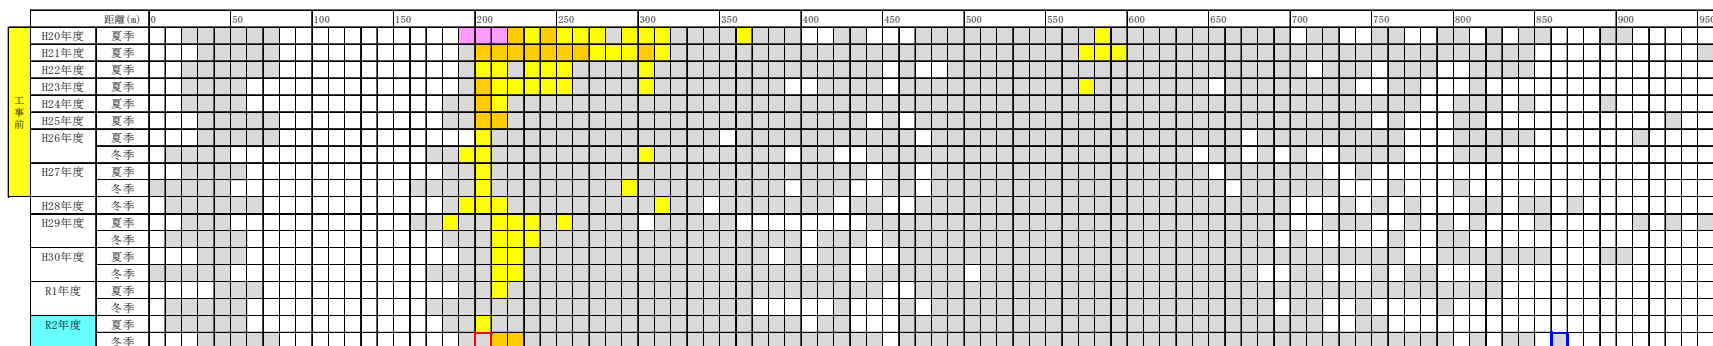 距離(m) 0 50 100 150 200 250 300 350 400 450 500 550 600 650 700 750 800 850 900 950
工事前
H20年度 夏季
H21年度 夏季
H22年度 夏季
H23年度 夏季
H24年度 夏季
H25年度 夏季
H26年度 夏季
冬季
H27年度 夏季
冬季
H28年度 冬季
H29年度 夏季
冬季
H30年度 夏季
冬季
R1年度 夏季
冬季
R2年度 夏季
冬季